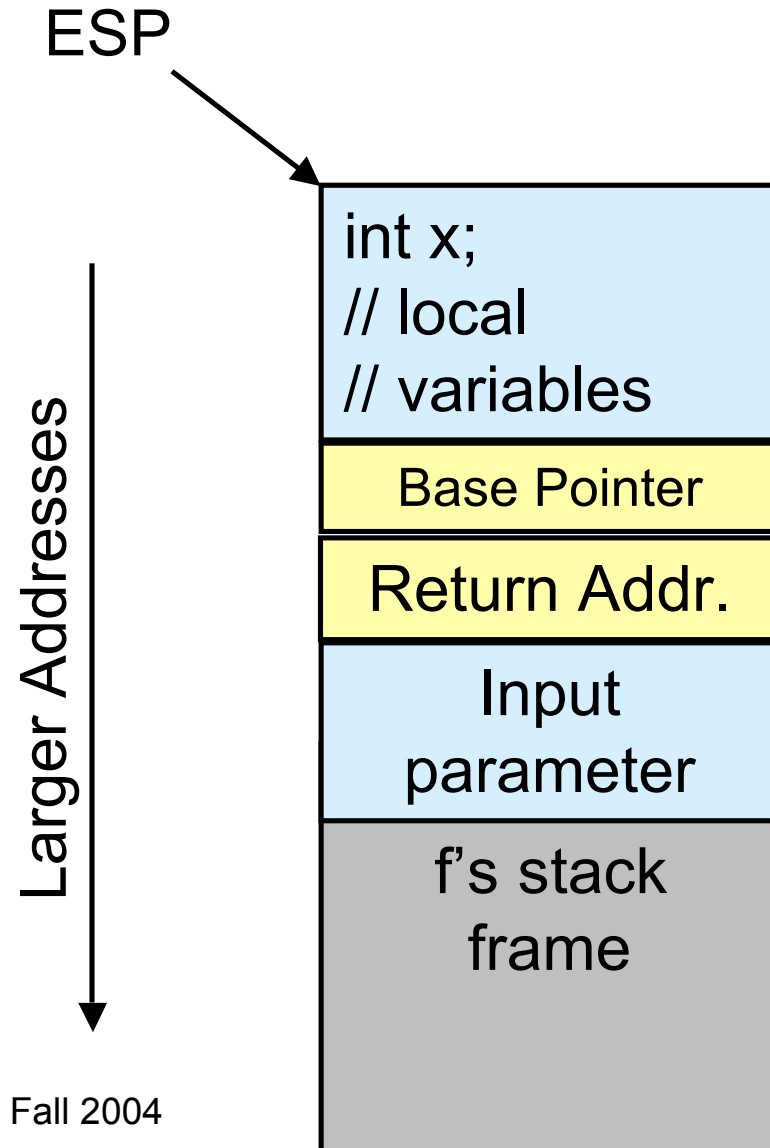 ESP
int x;
// local
// variables
Base Pointer
Return Addr.
Input
parameter
f’s stack
frame
Larger Addresses
Fall 2004